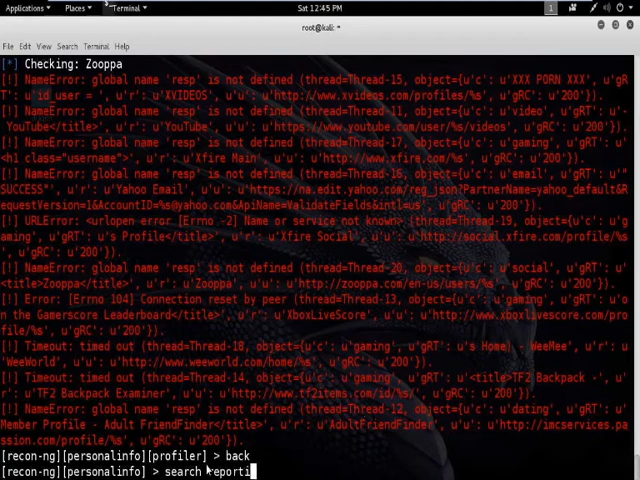 Applications ▾ Places ▾ Terminal ▾ Sat 12:45 PM 1
root@kali: ~
File Edit View Search Terminal Help
[*] Checking: Zooppa
[!] NameError: global name 'resp' is not defined (thread=Thread-15, object={u'c': u'XXX PORN XXX', u'gR
T': u'id_user = ', u'r': u'XVIDEOS', u'u': u'http://www.xvideos.com/profiles/%s', u'gRC': u'200'}).
[!] NameError: global name 'resp' is not defined (thread=Thread-11, object={u'c': u'video', u'gRT': u'-
 YouTube</title>', u'r': u'YouTube', u'u': u'https://www.youtube.com/user/%s/videos', u'gRC': u'200'}).
[!] NameError: global name 'resp' is not defined (thread=Thread-17, object={u'c': u'gaming', u'gRT': u'
<h1 class="username">', u'r': u'Xfire Main', u'u': u'http://www.xfire.com/%s', u'gRC': u'200'}).
[!] NameError: global name 'resp' is not defined (thread=Thread-16, object={u'c': u'email', u'gRT': u'"
SUCCESS"', u'r': u'Yahoo Email', u'u': u'https://na.edit.yahoo.com/reg_json?PartnerName=yahoo_default&R
equestVersion=1&AccountID=%s@yahoo.com&ApiName=ValidateFields&intl=us', u'gRC': u'200'}).
[!] URLError: <urlopen error [Errno -2] Name or service not known> (thread=Thread-19, object={u'c': u'g
aming', u'gRT': u's Profile</title>', u'r': u'Xfire Social', u'u': u'http://social.xfire.com/profile/%s
', u'gRC': u'200'}).
[!] NameError: global name 'resp' is not defined (thread=Thread-20, object={u'c': u'social', u'gRT': u'
<title>Zooppa</title>', u'r': u'Zooppa', u'u': u'http://zooppa.com/en-us/users/%s', u'gRC': u'200'}).
[!] Error: [Errno 104] Connection reset by peer (thread=Thread-13, object={u'c': u'gaming', u'gRT': u'o
n the Gamerscore Leaderboard</title>', u'r': u'XboxLiveScore', u'u': u'http://www.xboxlivescore.com/pro
file/%s', u'gRC': u'200'}).
[!] Timeout: timed out (thread=Thread-18, object={u'c': u'gaming', u'gRT': u's Home) - WeeMee', u'r': u
'WeeWorld', u'u': u'http://www.weeworld.com/home/%s', u'gRC': u'200'}).
[!] Timeout: timed out (thread=Thread-14, object={u'c': u'gaming', u'gRT': u'<title>TF2 Backpack -', u'r':
u'TF2 Backpack Examiner', u'u': u'http://www.tf2items.com/id/%s/', u'gRC': u'200'}).
[!] NameError: global name 'resp' is not defined (thread=Thread-12, object={u'c': u'dating', u'gRT': u'
Member Profile - Adult FriendFinder</title>', u'r': u'AdultFriendFinder', u'u': u'http://imcservices.pa
ssion.com/profile/%s', u'gRC': u'200'}).
[recon-ng][personalinfo][profiler] > back
[recon-ng][personalinfo] > search reporti